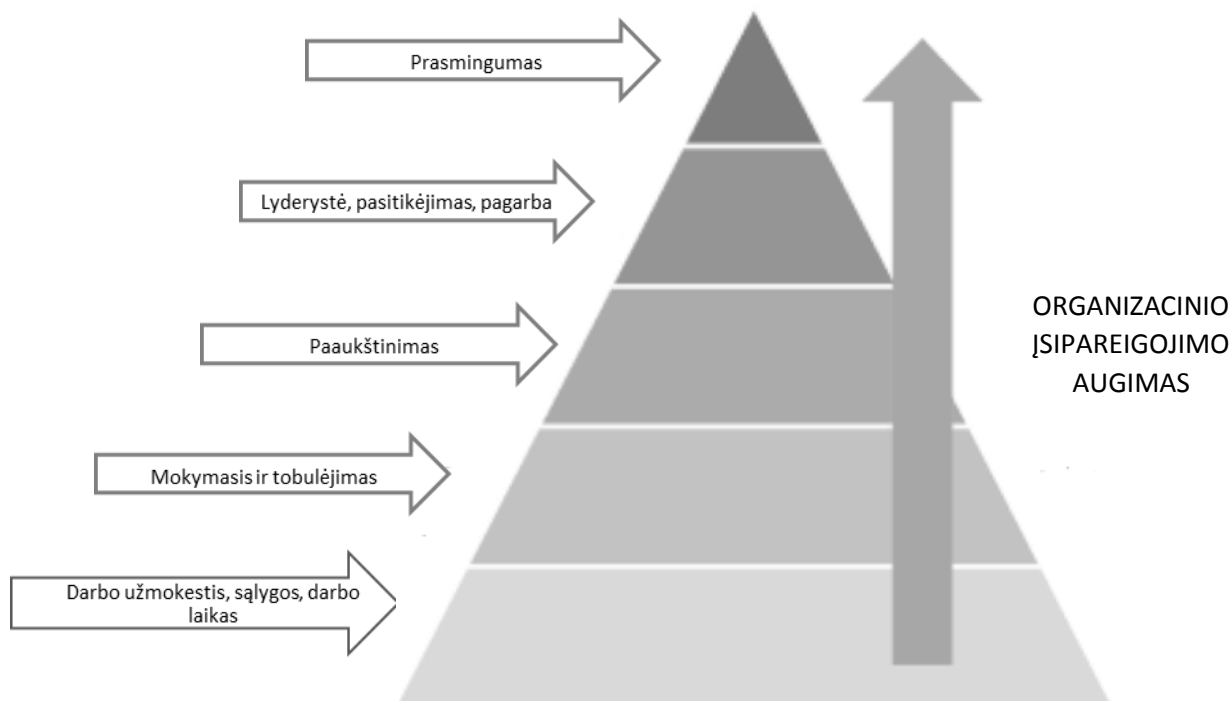 Prasmingumas
Lyderystė, pasitikėjimas, pagarba
Paaukštinimas
Mokymasis ir tobulėjimas
Darbo užmokestis, sąlygos, darbo
laikas
ORGANIZACINIO
ĮSIPAREIGOJIMO
AUGIMAS